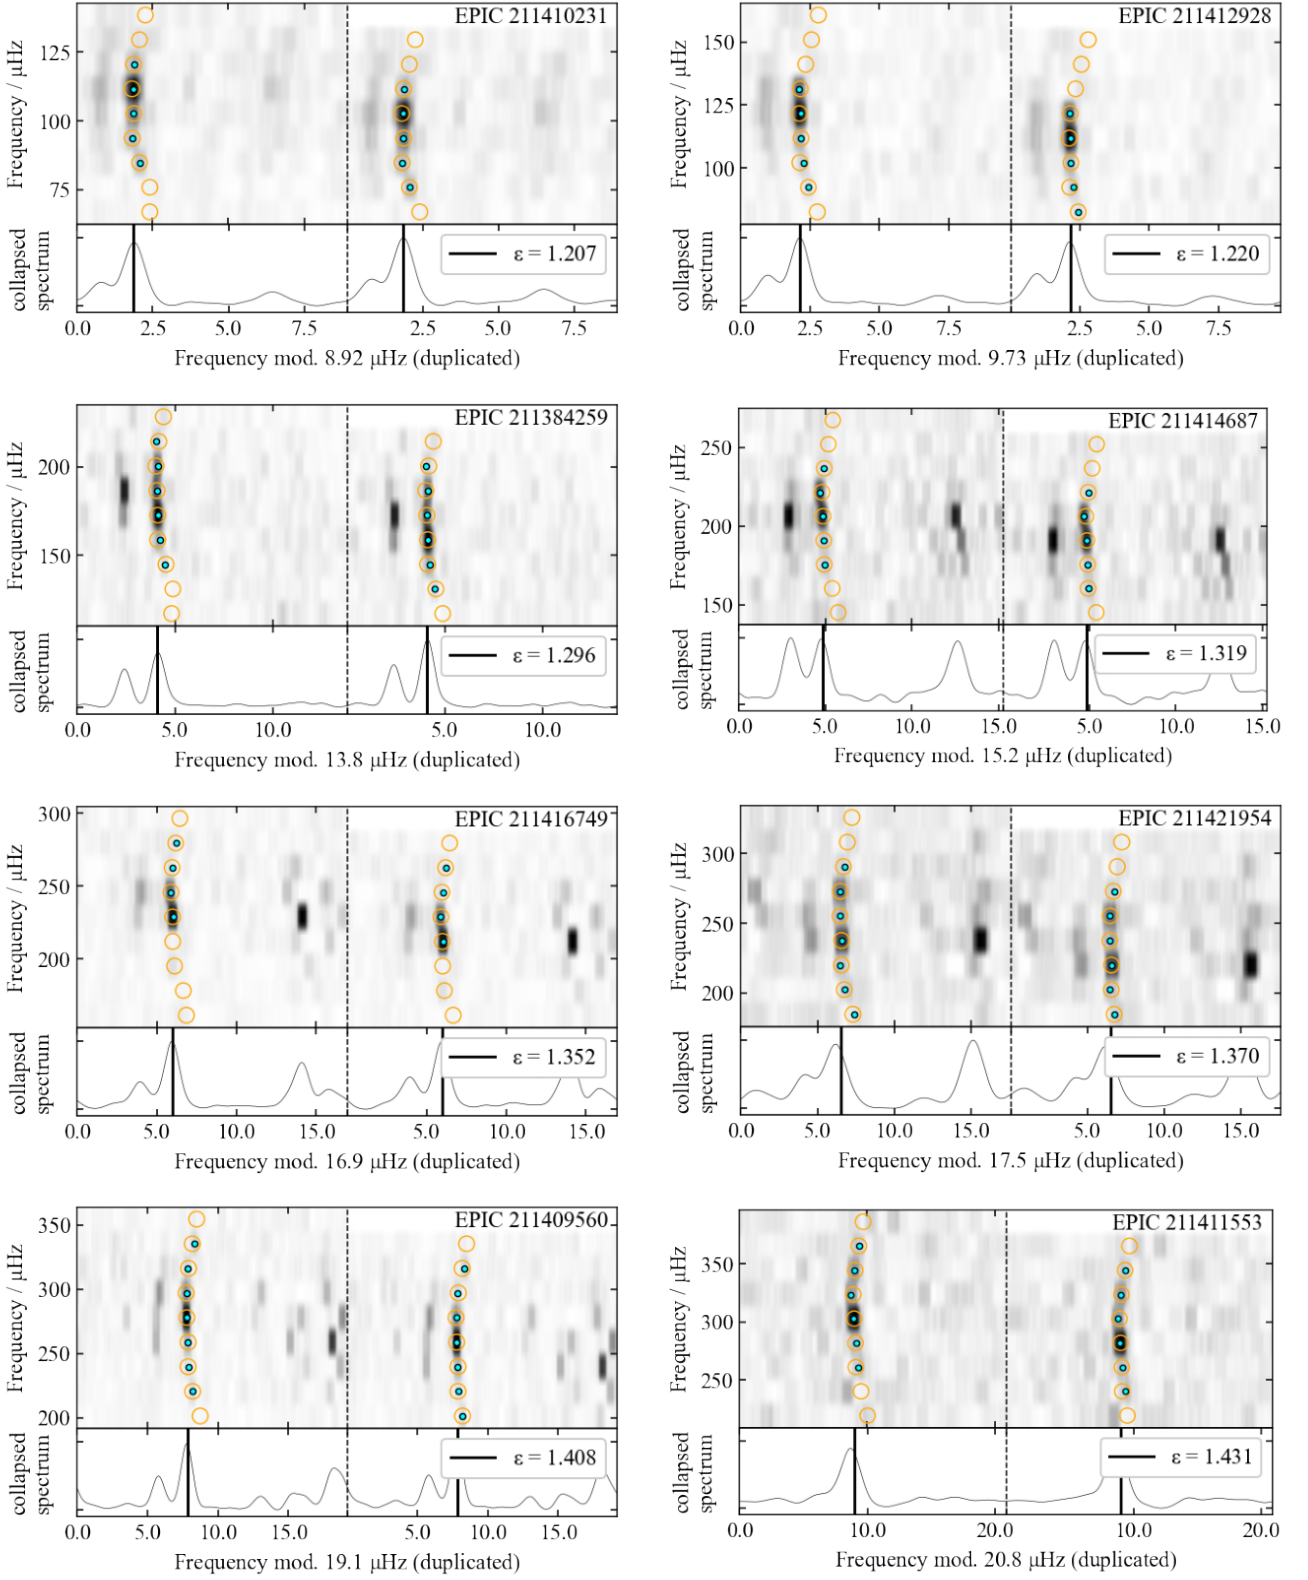 EPIC 211410231
Frequency / μHz
125
100
75
collapsed
spectrum
ε = 1.207
0.0 2.5 5.0 7.5 2.5 5.0 7.5
Frequency mod. 8.92 μHz (duplicated)
EPIC 211412928
Frequency / μHz
150
125
100
collapsed
spectrum
ε = 1.220
0.0 2.5 5.0 7.5 2.5 5.0 7.5
Frequency mod. 9.73 μHz (duplicated)
EPIC 211384259
Frequency / μHz
200
150
collapsed
spectrum
ε = 1.296
5.0 10.0 5.0 10.0
Frequency mod. 13.8 μHz (duplicated)
EPIC 211414687
Frequency / μHz
250
200
150
collapsed
spectrum
ε = 1.319
0.0 5.0 10.0 5.0 10.0 15.0
Frequency mod. 15.2 μHz (duplicated)
EPIC 211416749
Frequency / μHz
300
250
200
collapsed
spectrum
ε = 1.352
0.0 5.0 10.0 15.0 5.0 10.0 15.0
Frequency mod. 16.9 μHz (duplicated)
EPIC 211421954
Frequency / μHz
300
250
200
collapsed
spectrum
ε = 1.370
0.0 5.0 10.0 15.0 5.0 10.0 15.0
Frequency mod. 17.5 μHz (duplicated)
EPIC 211409560
Frequency / μHz
350
300
250
200
collapsed
spectrum
ε = 1.408
0.0 5.0 10.0 15.0 5.0 10.0 15.0
Frequency mod. 19.1 μHz (duplicated)
EPIC 211411553
Frequency / μHz
350
300
250
collapsed
spectrum
ε = 1.431
0.0 10.0 20.0 10.0 20.0
Frequency mod. 20.8 μHz (duplicated)